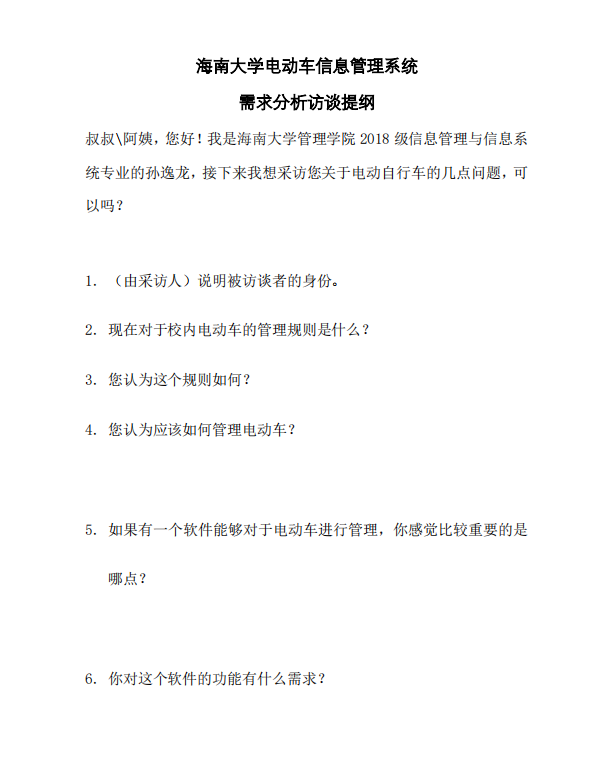 海南大学电动车信息管理系统
需求分析访谈提纲
叔叔\阿姨，您好！我是海南大学管理学院 2018 级信息管理与信息系
统专业的孙逸龙，接下来我想采访您关于电动自行车的几点问题，可
以吗？
1. （由采访人）说明被访谈者的身份。
2. 现在对于校内电动车的管理规则是什么？
3. 您认为这个规则如何？
4. 您认为应该如何管理电动车？
5. 如果有一个软件能够对于电动车进行管理，你感觉比较重要的是
哪点？
6. 你对这个软件的功能有什么需求？